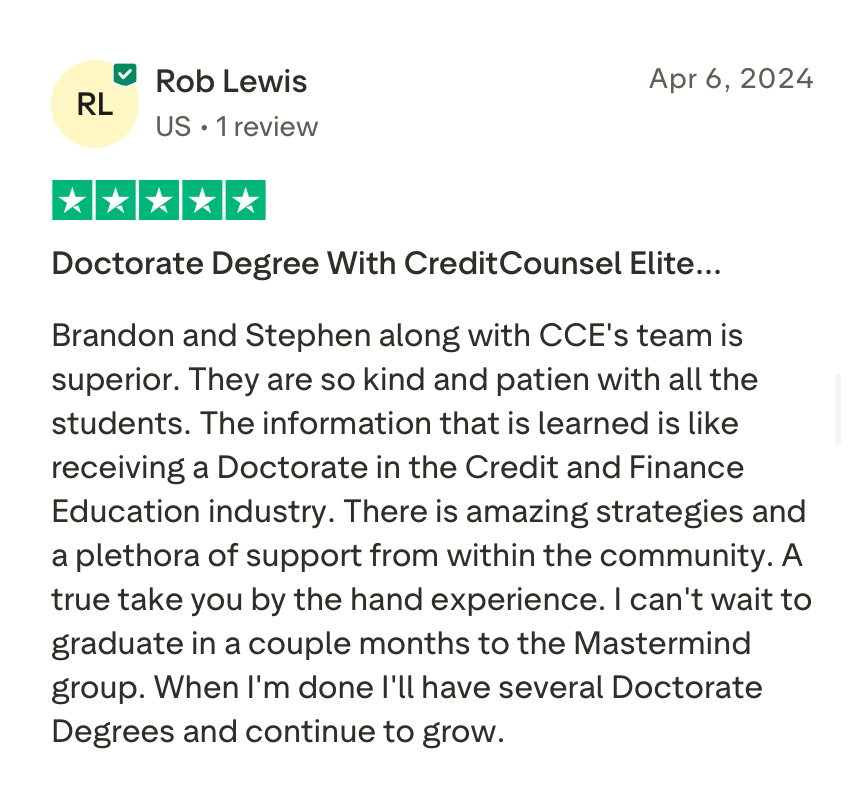 RL
Rob Lewis
Apr 6, 2024
US • 1 review
Doctorate Degree With CreditCounsel Elite...
Brandon and Stephen along with CCE's team is
superior. They are so kind and patien with all the
students. The information that is learned is like
receiving a Doctorate in the Credit and Finance
Education industry. There is amazing strategies and
a plethora of support from within the community. A
true take you by the hand experience. I can't wait to
graduate in a couple months to the Mastermind
group. When I'm done I'll have several Doctorate
Degrees and continue to grow.